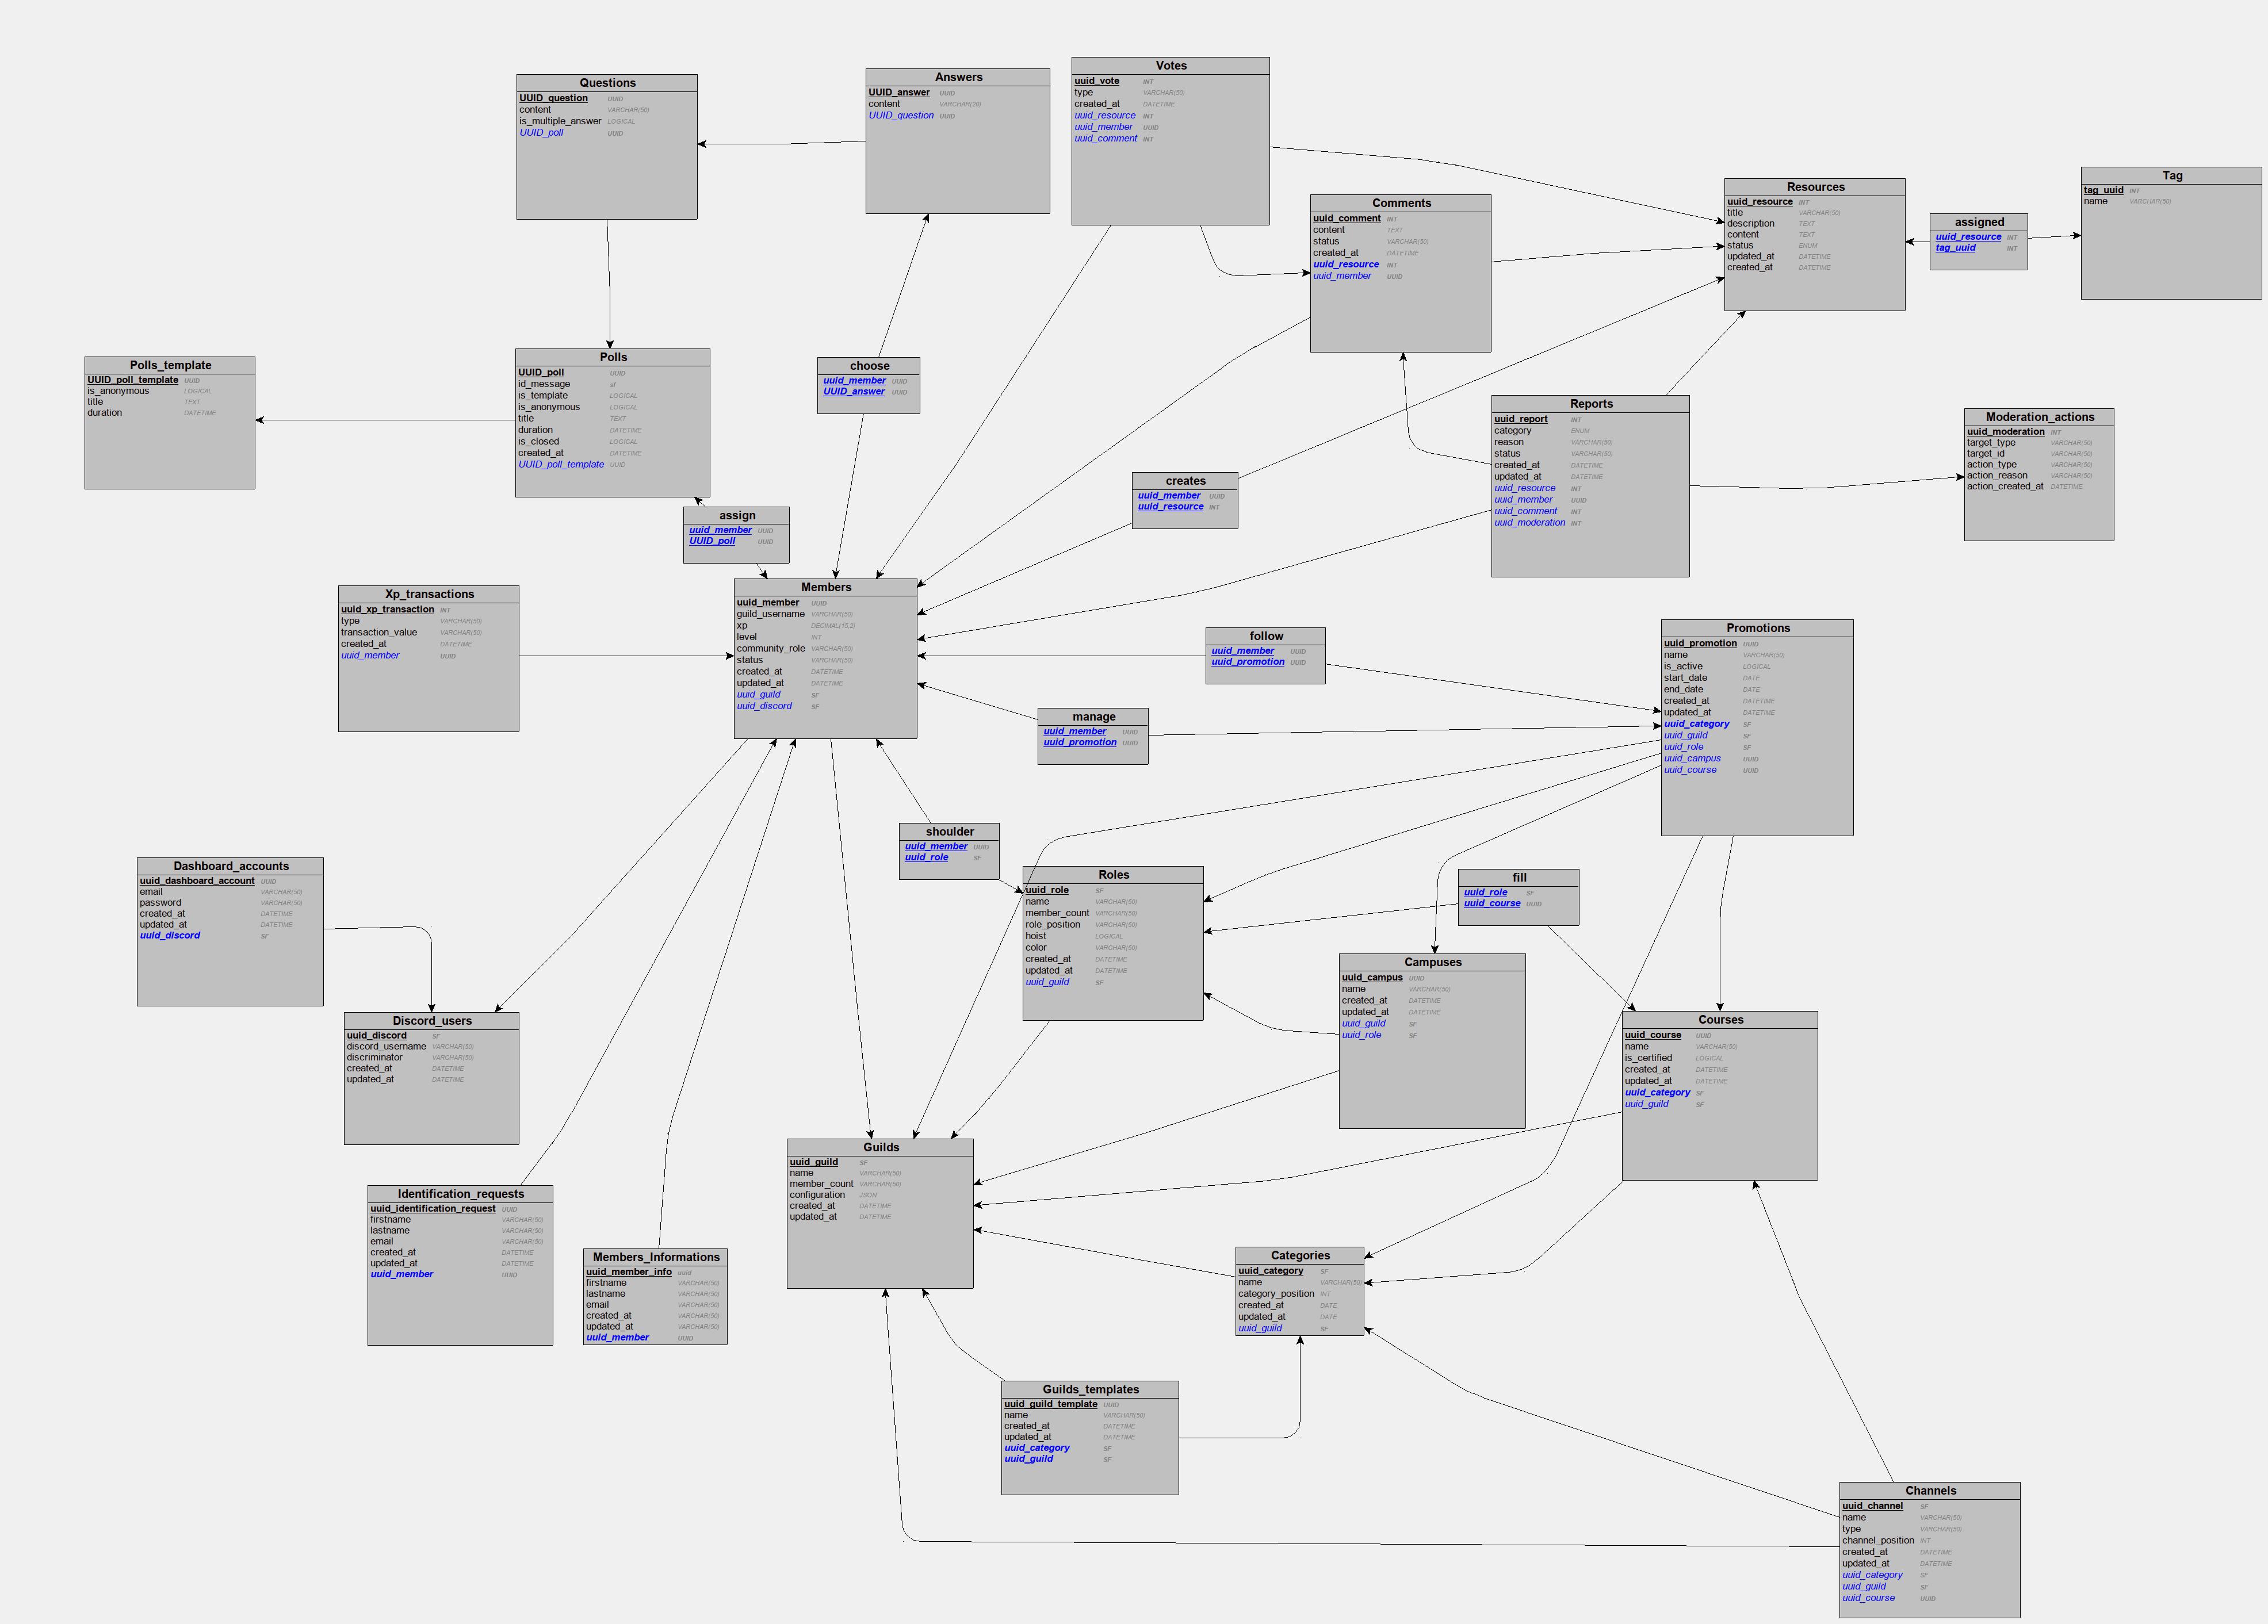 Questions
UUID_question UUID
content VARCHAR(50)
is_multiple_answer LOGICAL
UUID_poll UUID
Answers
UUID_answer UUID
content VARCHAR(20)
UUID_question UUID
Votes
uuid_vote INT
type VARCHAR(50)
created_at DATETIME
uuid_resource INT
uuid_member UUID
uuid_comment INT
Comments
uuid_comment INT
content TEXT
status VARCHAR(50)
created_at DATETIME
uuid_resource INT
uuid_member UUID
Resources
uuid_resource INT
title VARCHAR(50)
description TEXT
content TEXT
status ENUM
updated_at DATETIME
created_at DATETIME
assigned
uuid_resource INT
tag_uuid INT
Tag
tag_uuid INT
name VARCHAR(50)
Polls_template
UUID_poll_template UUID
is_anonymous LOGICAL
title TEXT
duration DATETIME
Polls
UUID_poll UUID
id_message sf
is_template LOGICAL
is_anonymous LOGICAL
title TEXT
duration DATETIME
is_closed LOGICAL
created_at DATETIME
UUID_poll_template UUID
choose
uuid_member UUID
UUID_answer UUID
assign
uuid_member UUID
UUID_poll UUID
creates
uuid_member UUID
uuid_resource INT
Reports
uuid_report INT
category ENUM
reason VARCHAR(50)
status VARCHAR(50)
created_at DATETIME
updated_at DATETIME
uuid_resource INT
uuid_member UUID
uuid_comment INT
uuid_moderation INT
Moderation_actions
uuid_moderation INT
target_type VARCHAR(50)
target_id VARCHAR(50)
action_type VARCHAR(50)
action_reason VARCHAR(50)
action_created_at DATETIME
Xp_transactions
uuid_xp_transaction INT
type VARCHAR(50)
transaction_value VARCHAR(50)
created_at DATETIME
uuid_member UUID
Members
uuid_member UUID
guild_username VARCHAR(50)
xp DECIMAL(15,2)
level INT
community_role VARCHAR(50)
status VARCHAR(50)
created_at DATETIME
updated_at DATETIME
uuid_guild SF
uuid_discord SF
follow
uuid_member UUID
uuid_promotion UUID
manage
uuid_member UUID
uuid_promotion UUID
Promotions
uuid_promotion UUID
name VARCHAR(50)
is_active LOGICAL
start_date DATE
end_date DATE
created_at DATETIME
updated_at DATETIME
uuid_category SF
uuid_guild SF
uuid_role SF
uuid_campus UUID
uuid_course UUID
shoulder
uuid_member UUID
uuid_role SF
Dashboard_accounts
uuid_dashboard_account UUID
email VARCHAR(50)
password VARCHAR(50)
created_at DATETIME
updated_at DATETIME
uuid_discord SF
Roles
uuid_role SF
name VARCHAR(50)
member_count VARCHAR(50)
role_position VARCHAR(50)
hoist LOGICAL
color VARCHAR(50)
created_at DATETIME
updated_at DATETIME
uuid_guild SF
fill
uuid_role SF
uuid_course UUID
Campuses
uuid_campus UUID
name VARCHAR(50)
created_at DATETIME
updated_at DATETIME
uuid_guild SF
uuid_role SF
Discord_users
uuid_discord SF
discord_username VARCHAR(50)
discriminator VARCHAR(50)
created_at DATETIME
updated_at DATETIME
Courses
uuid_course UUID
name VARCHAR(50)
is_certified LOGICAL
created_at DATETIME
updated_at DATETIME
uuid_category SF
uuid_guild SF
Guilds
uuid_guild SF
name VARCHAR(50)
member_count VARCHAR(50)
configuration JSON
created_at DATETIME
updated_at DATETIME
Identification_requests
uuid_identification_request UUID
firstname VARCHAR(50)
lastname VARCHAR(50)
email VARCHAR(50)
created_at DATETIME
updated_at DATETIME
uuid_member UUID
Members_Informations
uuid_member_info uuid
firstname VARCHAR(50)
lastname VARCHAR(50)
email VARCHAR(50)
created_at VARCHAR(50)
updated_at VARCHAR(50)
uuid_member UUID
Categories
uuid_category SF
name VARCHAR(50)
category_position INT
created_at DATE
updated_at DATE
uuid_guild SF
Guilds_templates
uuid_guild_template UUID
name VARCHAR(50)
created_at DATETIME
updated_at DATETIME
uuid_category SF
uuid_guild SF
Channels
uuid_channel SF
name VARCHAR(50)
type VARCHAR(50)
channel_position INT
created_at DATETIME
updated_at DATETIME
uuid_category SF
uuid_guild SF
uuid_course UUID